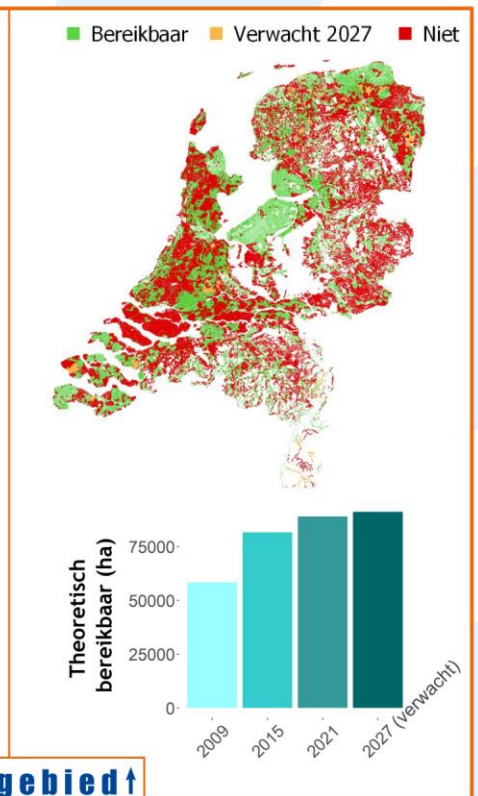 Bereikbaar Verwacht 2027 Niet
Theoretisch
bereikbaar (ha)
75000
50000
25000
0
2009 2015 2021 2027 (verwacht)
gebied